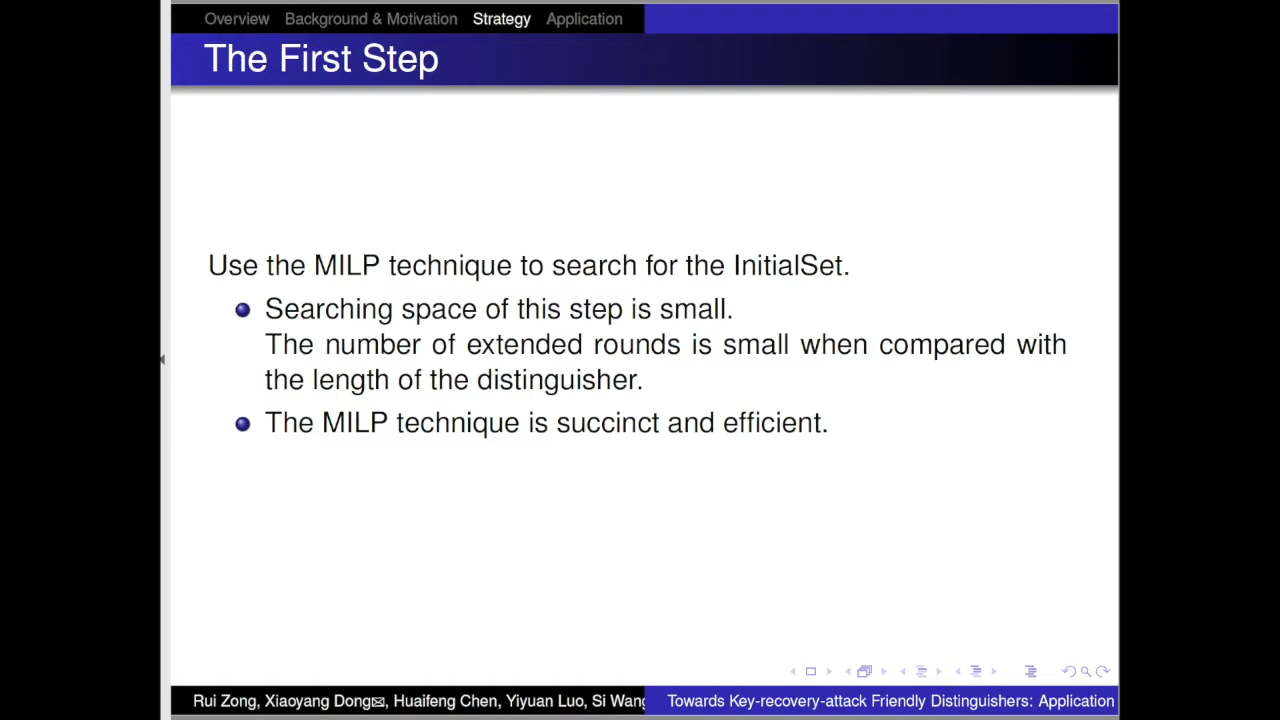 Overview Background & Motivation Strategy Application
The First Step
Use the MILP technique to search for the InitialSet.
Searching space of this step is small.
The number of extended rounds is small when compared with
the length of the distinguisher.
The MILP technique is succinct and efficient.
Rui Zong, Xiaoyang Dong✉, Huaifeng Chen, Yiyuan Luo, Si Wang
Towards Key-recovery-attack Friendly Distinguishers: Application